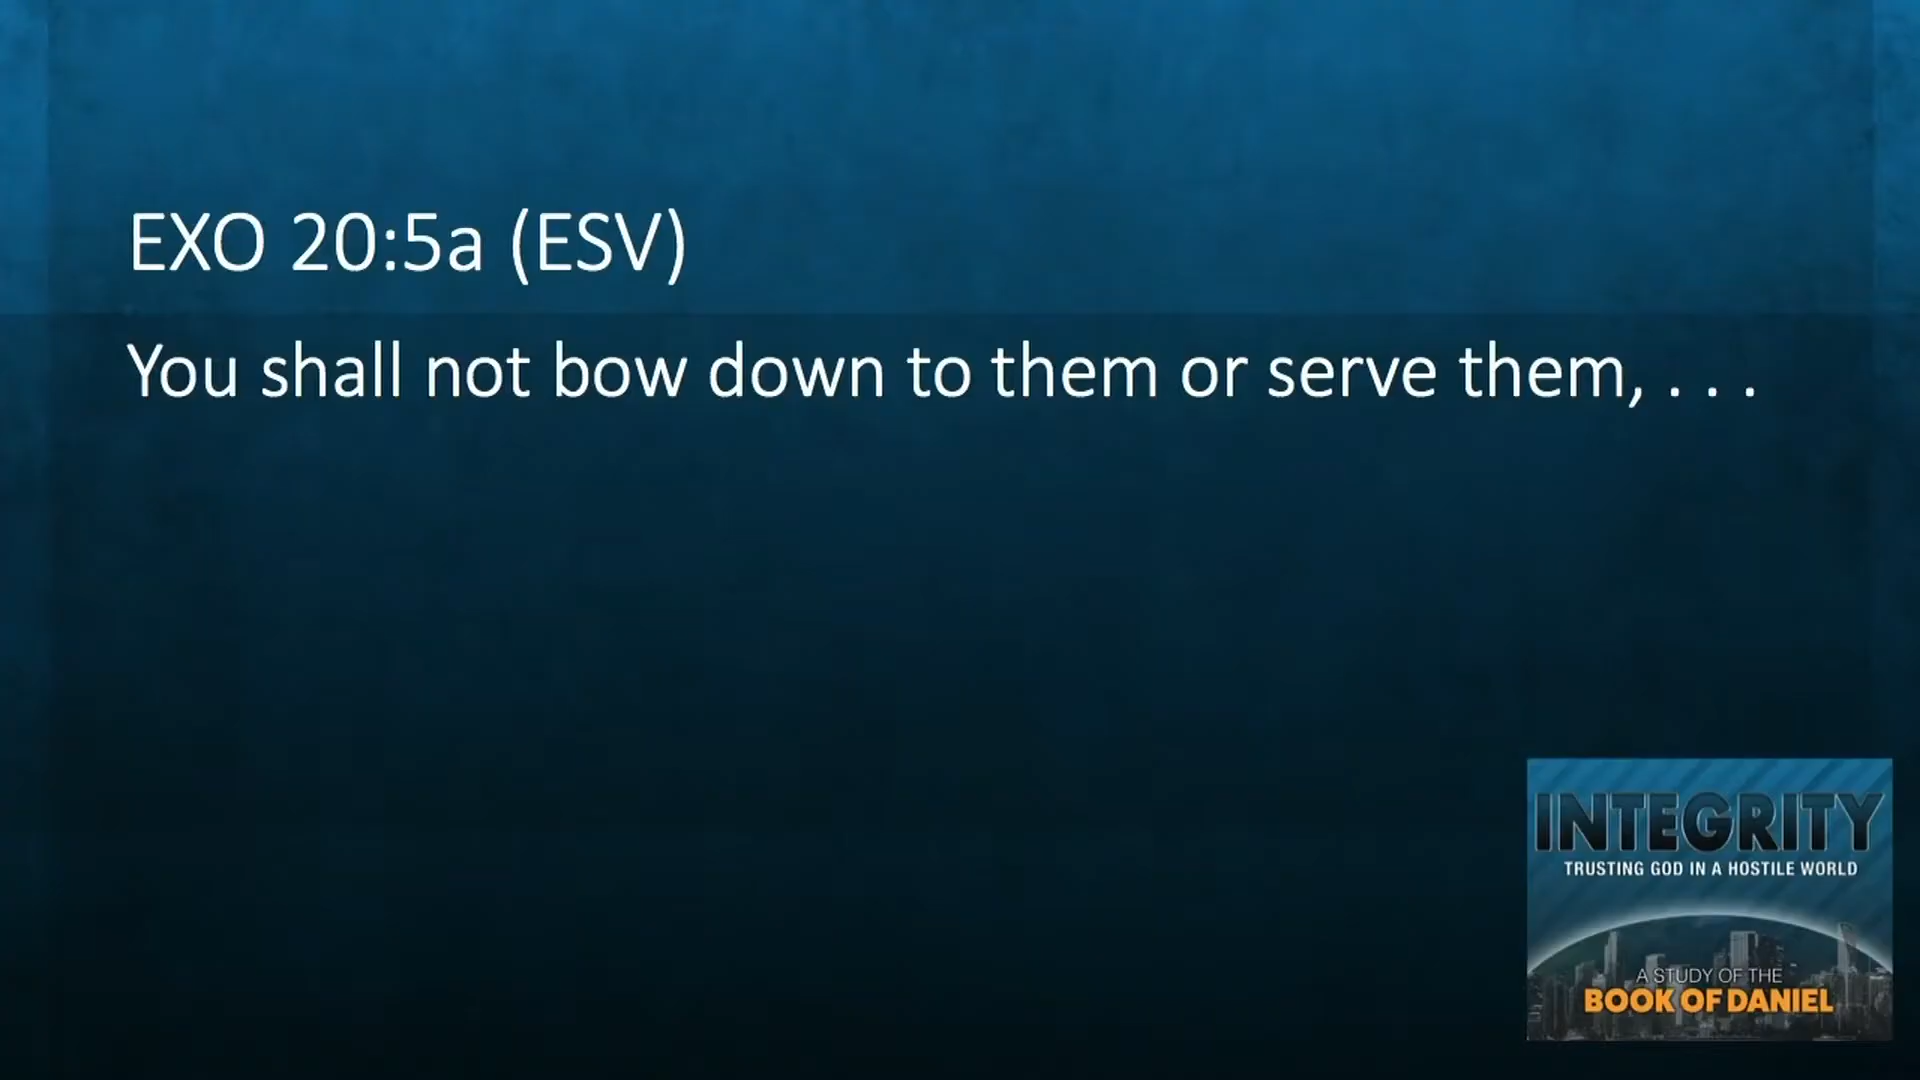 EXO 20:5a (ESV)
You shall not bow down to them or serve them, . . .
INTEGRITY
TRUSTING GOD IN A HOSTILE WORLD
A STUDY OF THE
BOOK OF DANIEL